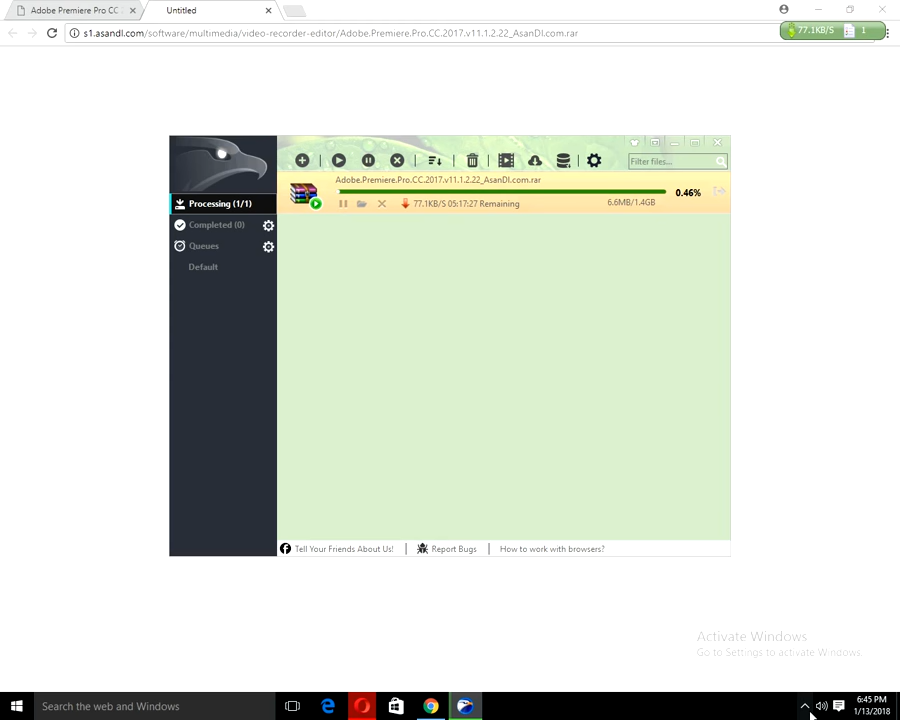 Adobe Premiere Pro CC
Untitled
s1.asandl.com/software/multimedia/video-recorder-editor/Adobe.Premiere.Pro.CC.2017.v11.1.2.22_AsanDl.com.rar
77.1KB/S 1
Filter files...
Adobe.Premiere.Pro.CC.2017.v11.1.2.22_AsanDl.com.rar
0.46%
77.1KB/S 05:17:27 Remaining
6.6MB/1.4GB
Processing (1/1)
Completed (0)
Queues
Default
Tell Your Friends About Us!
Report Bugs
How to work with browsers?
Activate Windows
Go to Settings to activate Windows.
Search the web and Windows
6:45 PM
1/13/2018